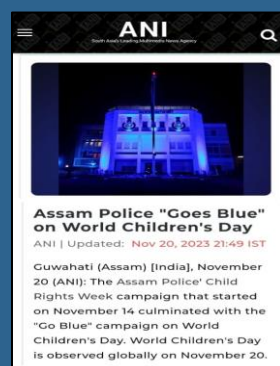 ANI
South Asia's Leading Multimedia News Agency
Assam Police "Goes Blue"
on World Children's Day
ANI | Updated: Nov 20, 2023 21:49 IST
Guwahati (Assam) [India], November
20 (ANI): The Assam Police' Child
Rights Week campaign that started
on November 14 culminated with the
"Go Blue" campaign on World
Children's Day. World Children's Day
is observed globally on November 20.